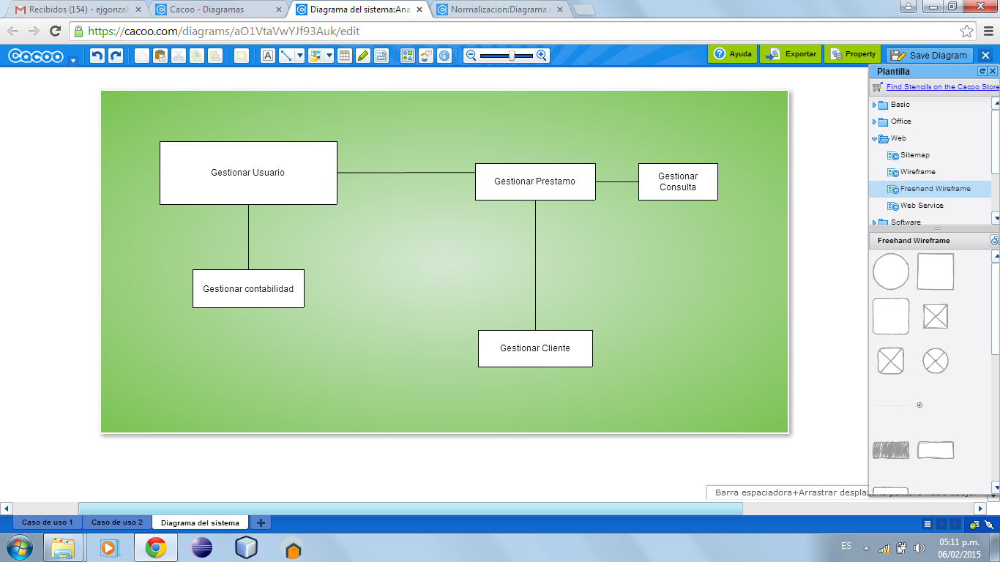 Recibidos (154) - ejgonzal
Cacoo - Diagramas
Diagrama del sistema:Ana
Normalizacion:Diagrama
https://cacoo.com/diagrams/aO1VtaVwYJf93Auk/edit
Cacoo
Ayuda
Exportar
Property
Save Diagram
Plantilla
Find Stencils on the Cacoo Store
Basic
Office
Web
Sitemap
Wireframe
Freehand Wireframe
Web Service
Software
Freehand Wireframe
Gestionar Usuario
Gestionar Prestamo
Gestionar
Consulta
Gestionar contabilidad
Gestionar Cliente
Barra espaciadora+Arrastrar despl
Caso de uso 1
Caso de uso 2
Diagrama del sistema
ES
05:11 p.m.
06/02/2015